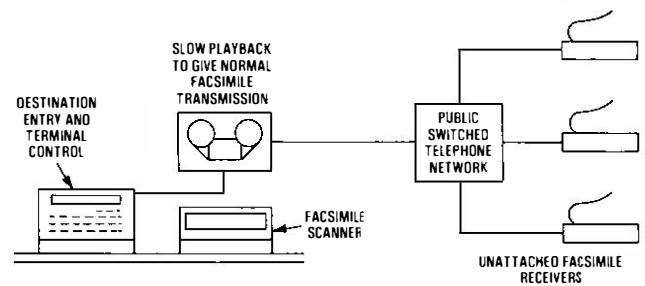 SLOW PLAYBACK
TO GIVE NORMAL
FACSIMILE
TRANSMISSION
DESTINATION
ENTRY AND
TERMINAL
CONTROL
PUBLIC
SWITCHED
TELEPHONE
NETWORK
FACSIMILE
SCANNER
UNATTACKED FACSIMILE
RECEIVERS